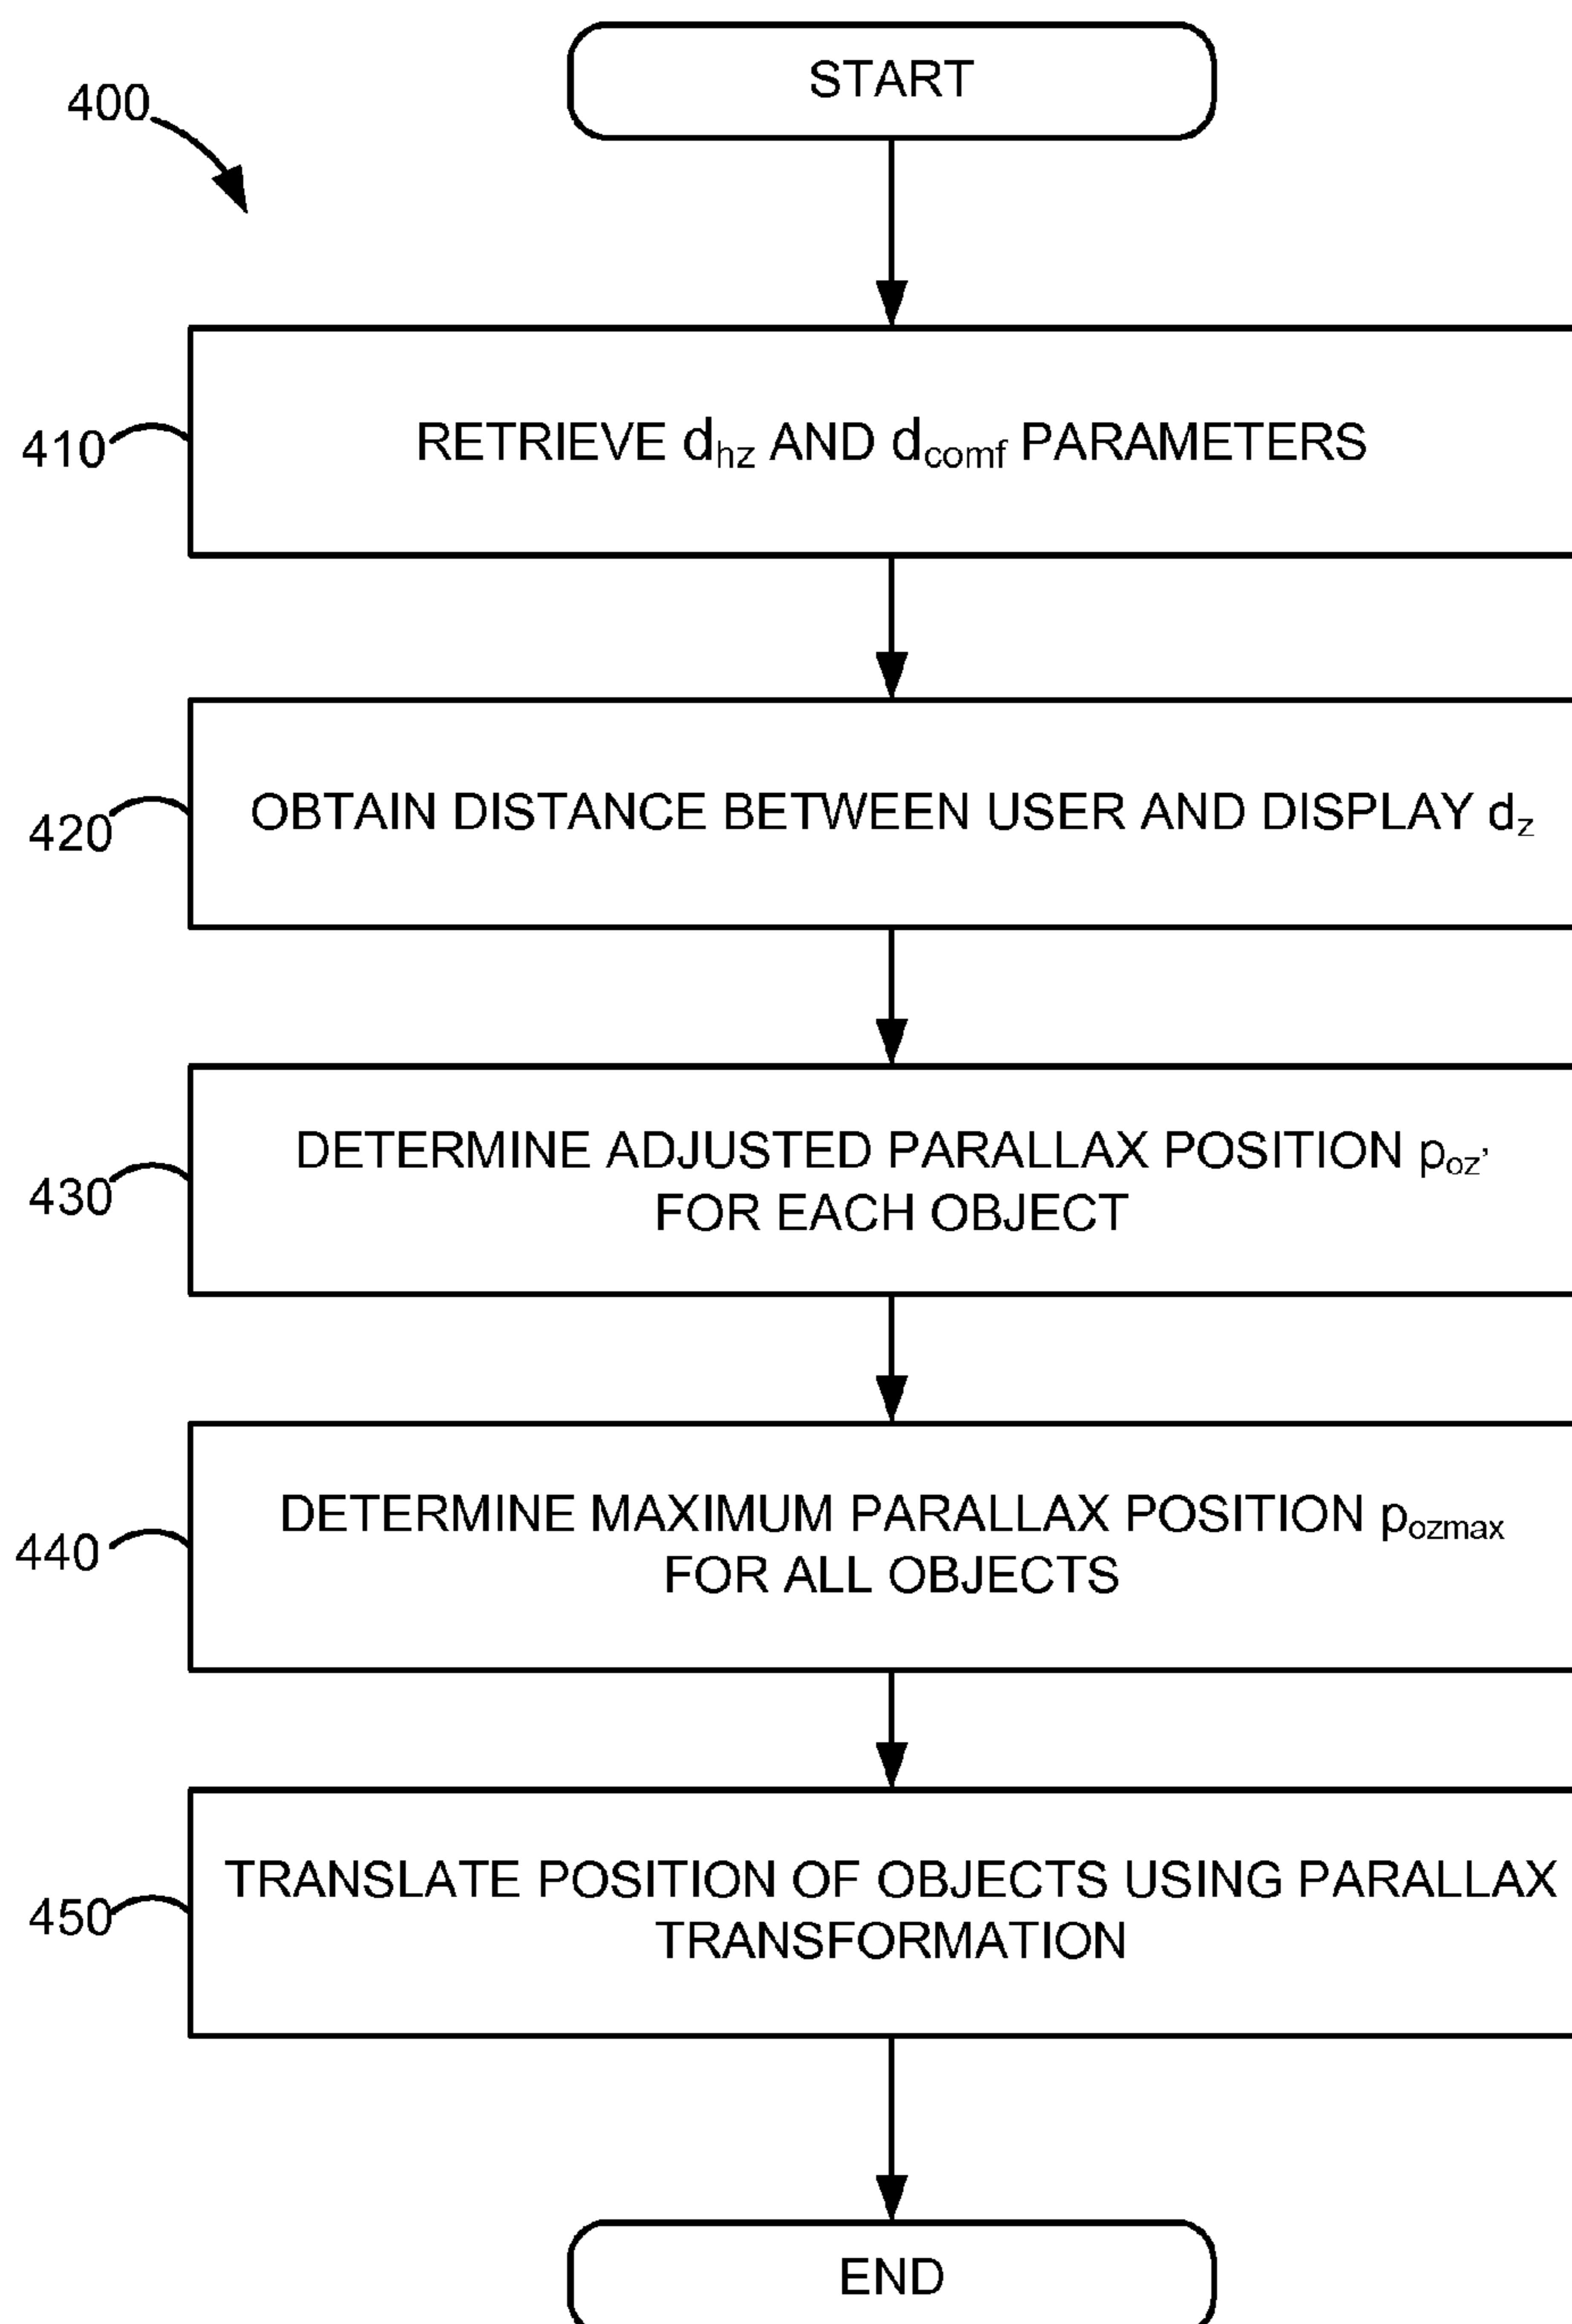 START
400
410
RETRIEVE dhz AND dcomf PARAMETERS
420
OBTAIN DISTANCE BETWEEN USER AND DISPLAY dz
430
DETERMINE ADJUSTED PARALLAX POSITION poz'
FOR EACH OBJECT
440
DETERMINE MAXIMUM PARALLAX POSITION pozmax
FOR ALL OBJECTS
450
TRANSLATE POSITION OF OBJECTS USING PARALLAX
TRANSFORMATION
END